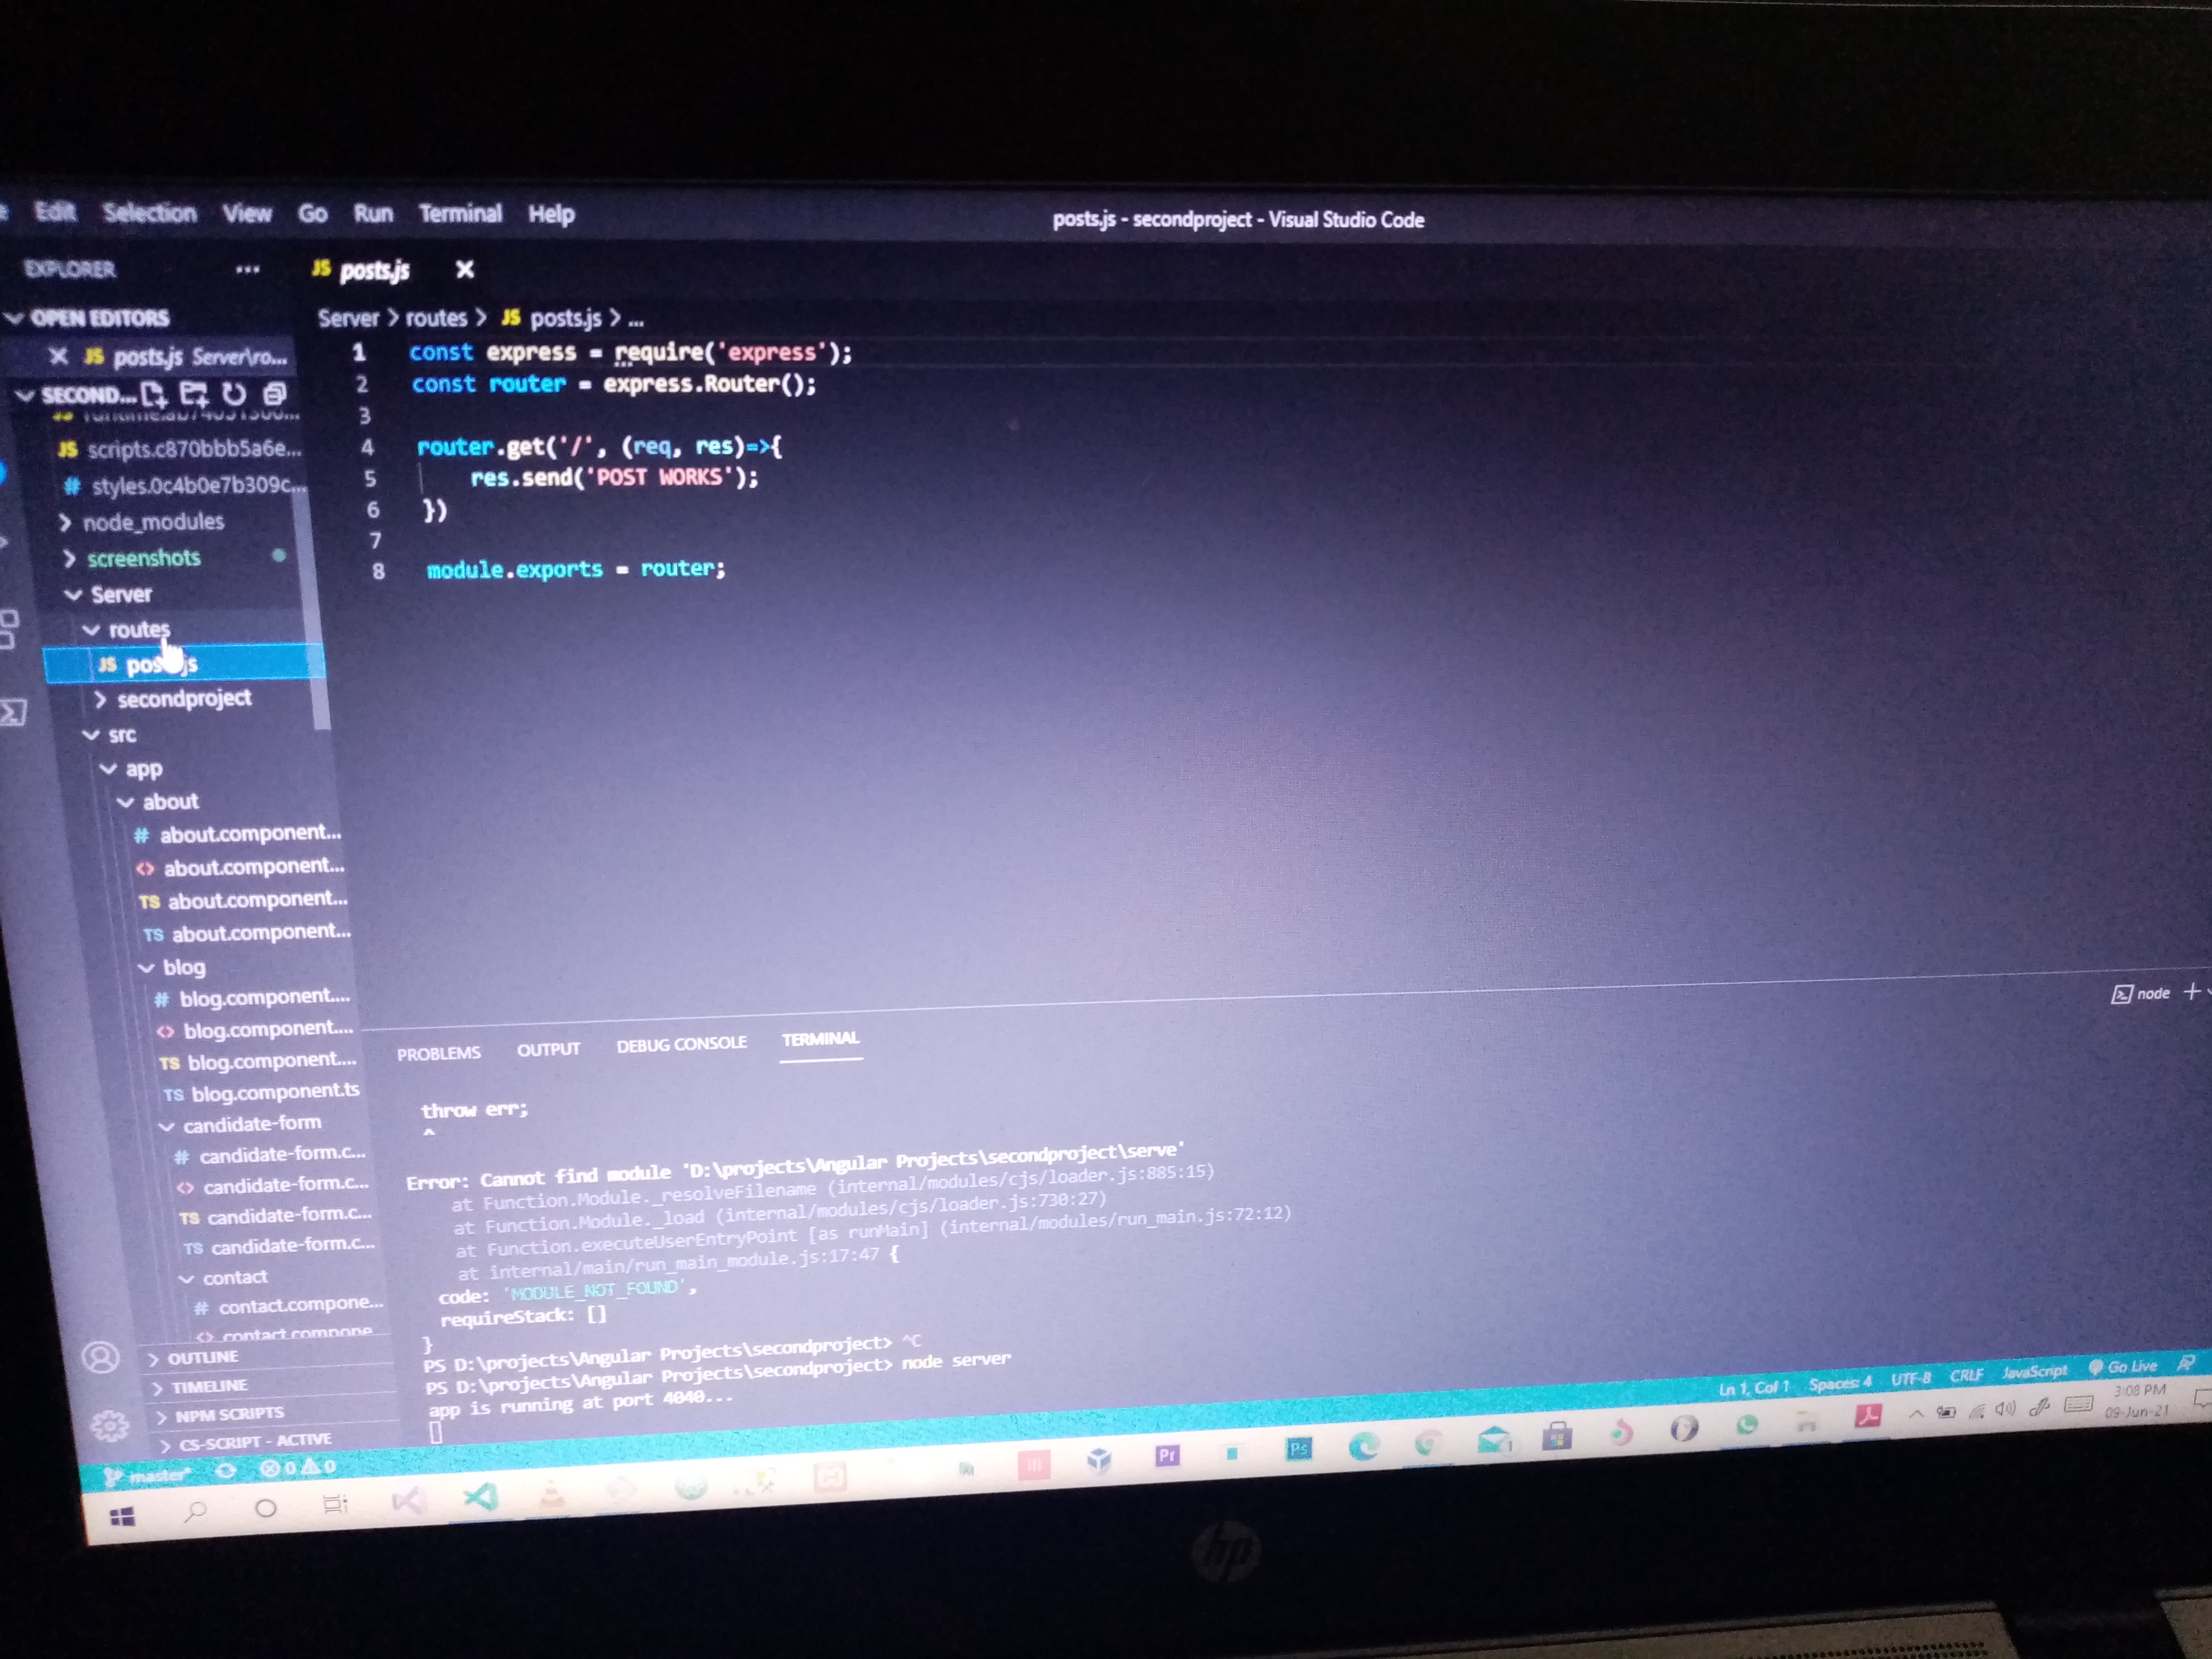 Edit Selection View Go Run Terminal Help
posts.js - secondproject - Visual Studio Code
EXPLORER ...
JS posts.js
OPEN EDITORS
JS posts.js Server\ro...
SECOND...
JS scripts.c870bbb5a6e...
# styles.0c4b0e7b309c...
node_modules
screenshots
Server
routes
JS
secondproject
src
app
about
# about.component...
<> about.component...
TS about.component...
TS about.component...
blog
# blog.component....
<> blog.component....
TS blog.component....
TS blog.component.ts
candidate-form
# candidate-form.c...
<> candidate-form.c...
TS candidate-form.c...
TS candidate-form.c...
contact
# contact.compone...
<> contact.compone
OUTLINE
TIMELINE
NPM SCRIPTS
CS-SCRIPT - ACTIVE
Server > routes > JS posts.js > ...
1 const express = require('express');
2 const router = express.Router();
3
4 router.get('/', (req, res)=>{
5 res.send('POST WORKS');
6 })
7
8 module.exports = router;
node
PROBLEMS OUTPUT DEBUG CONSOLE TERMINAL
throw err;
^
Error: Cannot find module 'D:\projects\Angular Projects\secondproject\serve'
at Function.Module._resolveFilename (internal/modules/cjs/loader.js:885:15)
at Function.Module._load (internal/modules/cjs/loader.js:730:27)
at Function.executeUserEntryPoint [as runMain] (internal/modules/run_main.js:72:12)
at internal/main/run_main_module.js:17:47 {
code: 'MODULE_NOT_FOUND',
requireStack: []
}
PS D:\projects\Angular Projects\secondproject> ^C
PS D:\projects\Angular Projects\secondproject> node server
app is running at port 4040...
master* 0 0
Ln 1, Col 1 Spaces: 4 UTF-8 CRLF JavaScript Go Live
Pr
Ps
1
3:08 PM
09-Jun-21
hp